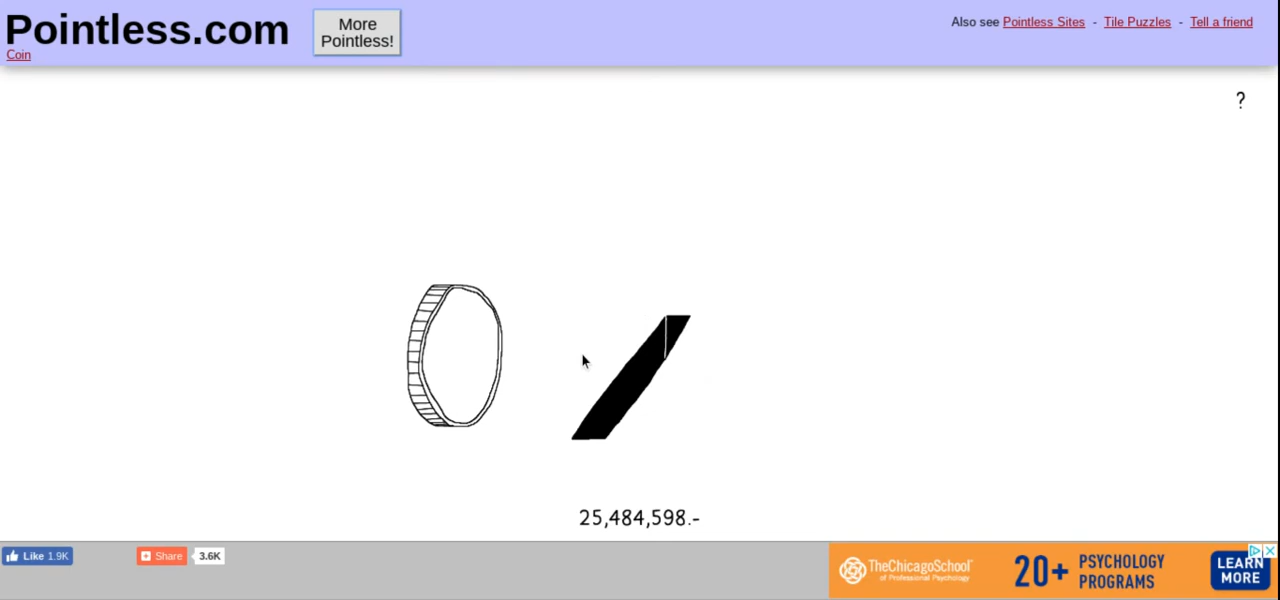 Pointless.com
More
Pointless!
Also see Pointless Sites - Tile Puzzles - Tell a friend
Coin
?
25,484,598.-
Like 1.9K
Share 3.6K
TheChicagoSchool
of Professional Psychology
20+ PSYCHOLOGY
PROGRAMS
LEARN
MORE